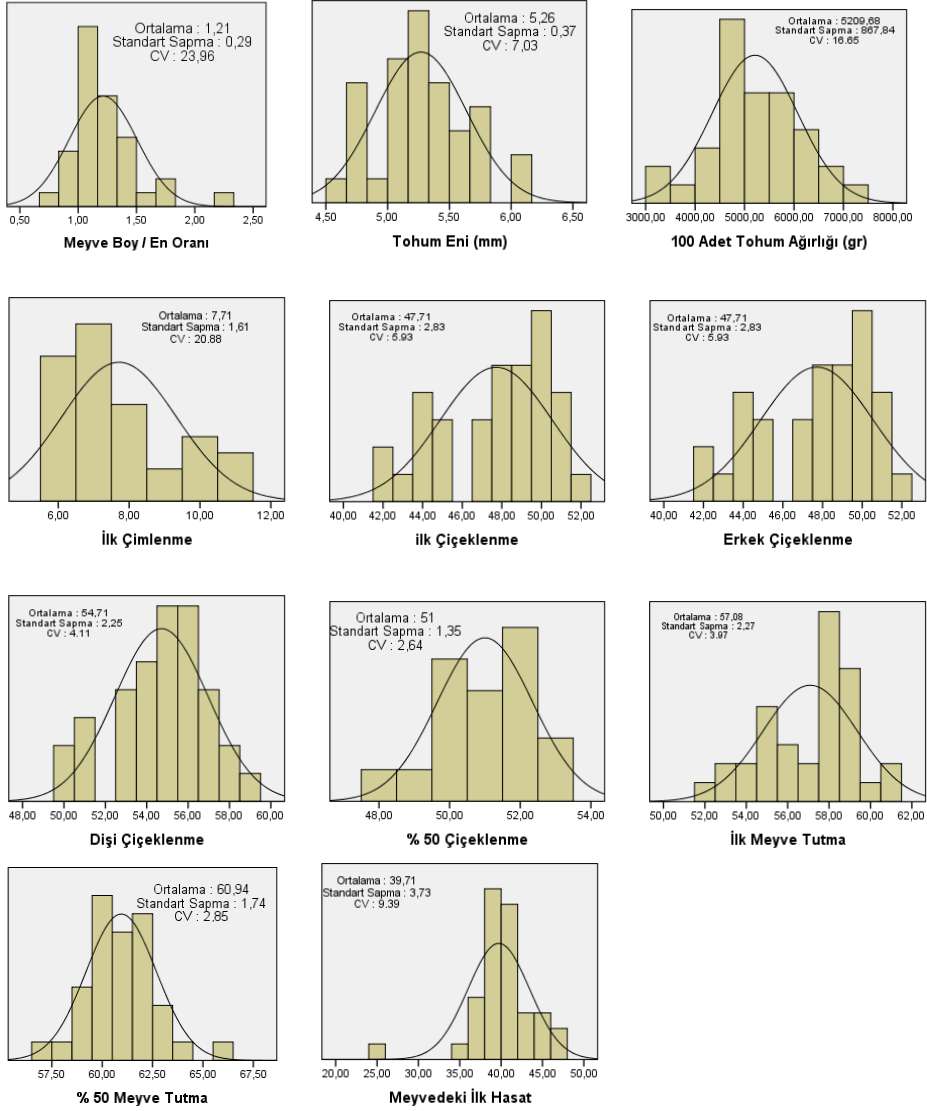 Ortalama : 1,21
Standart Sapma : 0,29
CV : 23,96
0,50 1,00 1,50 2,00 2,50
Meyve Boy / En Oranı
Ortalama : 5,26
Standart Sapma : 0,37
CV : 7,03
4,50 5,00 5,50 6,00 6,50
Tohum Eni (mm)
Ortalama : 5209,68
Standart Sapma : 867,84
CV : 16.65
3000,00 4000,00 5000,00 6000,00 7000,00 8000,00
100 Adet Tohum Ağırlığı (gr)
Ortalama : 7,71
Standart Sapma : 1,61
CV : 20.88
6,00 8,00 10,00 12,00
İlk Çimlenme
Ortalama : 47,71
Standart Sapma : 2,83
CV : 5.93
40,00 42,00 44,00 46,00 48,00 50,00 52,00
ilk Çiçeklenme
Ortalama : 47,71
Standart Sapma : 2,83
CV : 5.93
40,00 42,00 44,00 46,00 48,00 50,00 52,00
Erkek Çiçeklenme
Ortalama : 54,71
Standart Sapma : 2,25
CV : 4.11
48,00 50,00 52,00 54,00 56,00 58,00 60,00
Dişi Çiçeklenme
Ortalama : 51
Standart Sapma : 1,35
CV : 2,64
48,00 50,00 52,00 54,00
% 50 Çiçeklenme
Ortalama : 57,08
Standart Sapma : 2,27
CV : 3.97
50,00 52,00 54,00 56,00 58,00 60,00 62,00
İlk Meyve Tutma
Ortalama : 60,94
Standart Sapma : 1,74
CV : 2,85
57,50 60,00 62,50 65,00 67,50
% 50 Meyve Tutma
Ortalama : 39,71
Standart Sapma : 3,73
CV : 9.39
20,00 25,00 30,00 35,00 40,00 45,00 50,00
Meyvedeki İlk Hasat